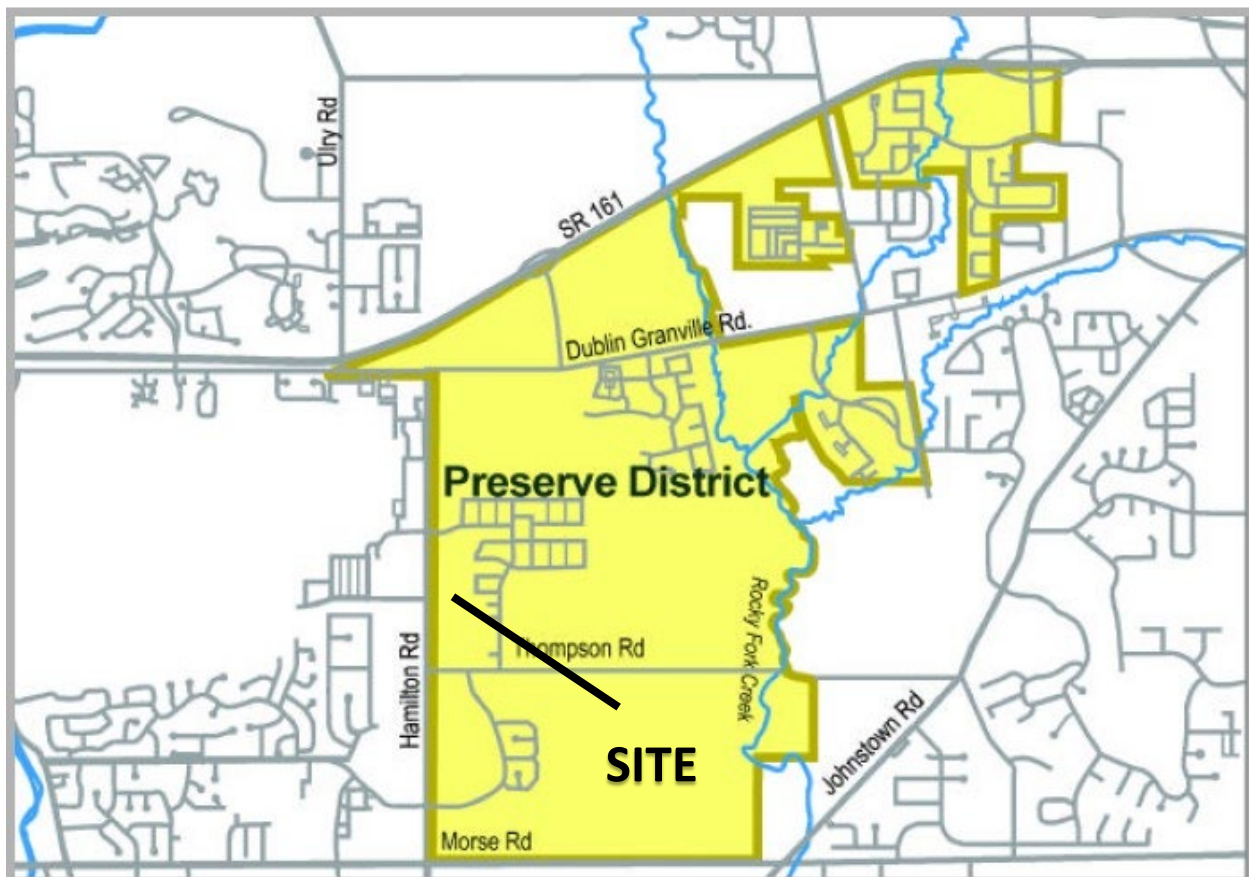 Ulry Rd
SR 161
Dublin Granville Rd.
Preserve District
Rocky Fork Creek
Thompson Rd
Hamilton Rd
SITE
Johnstown Rd
Morse Rd